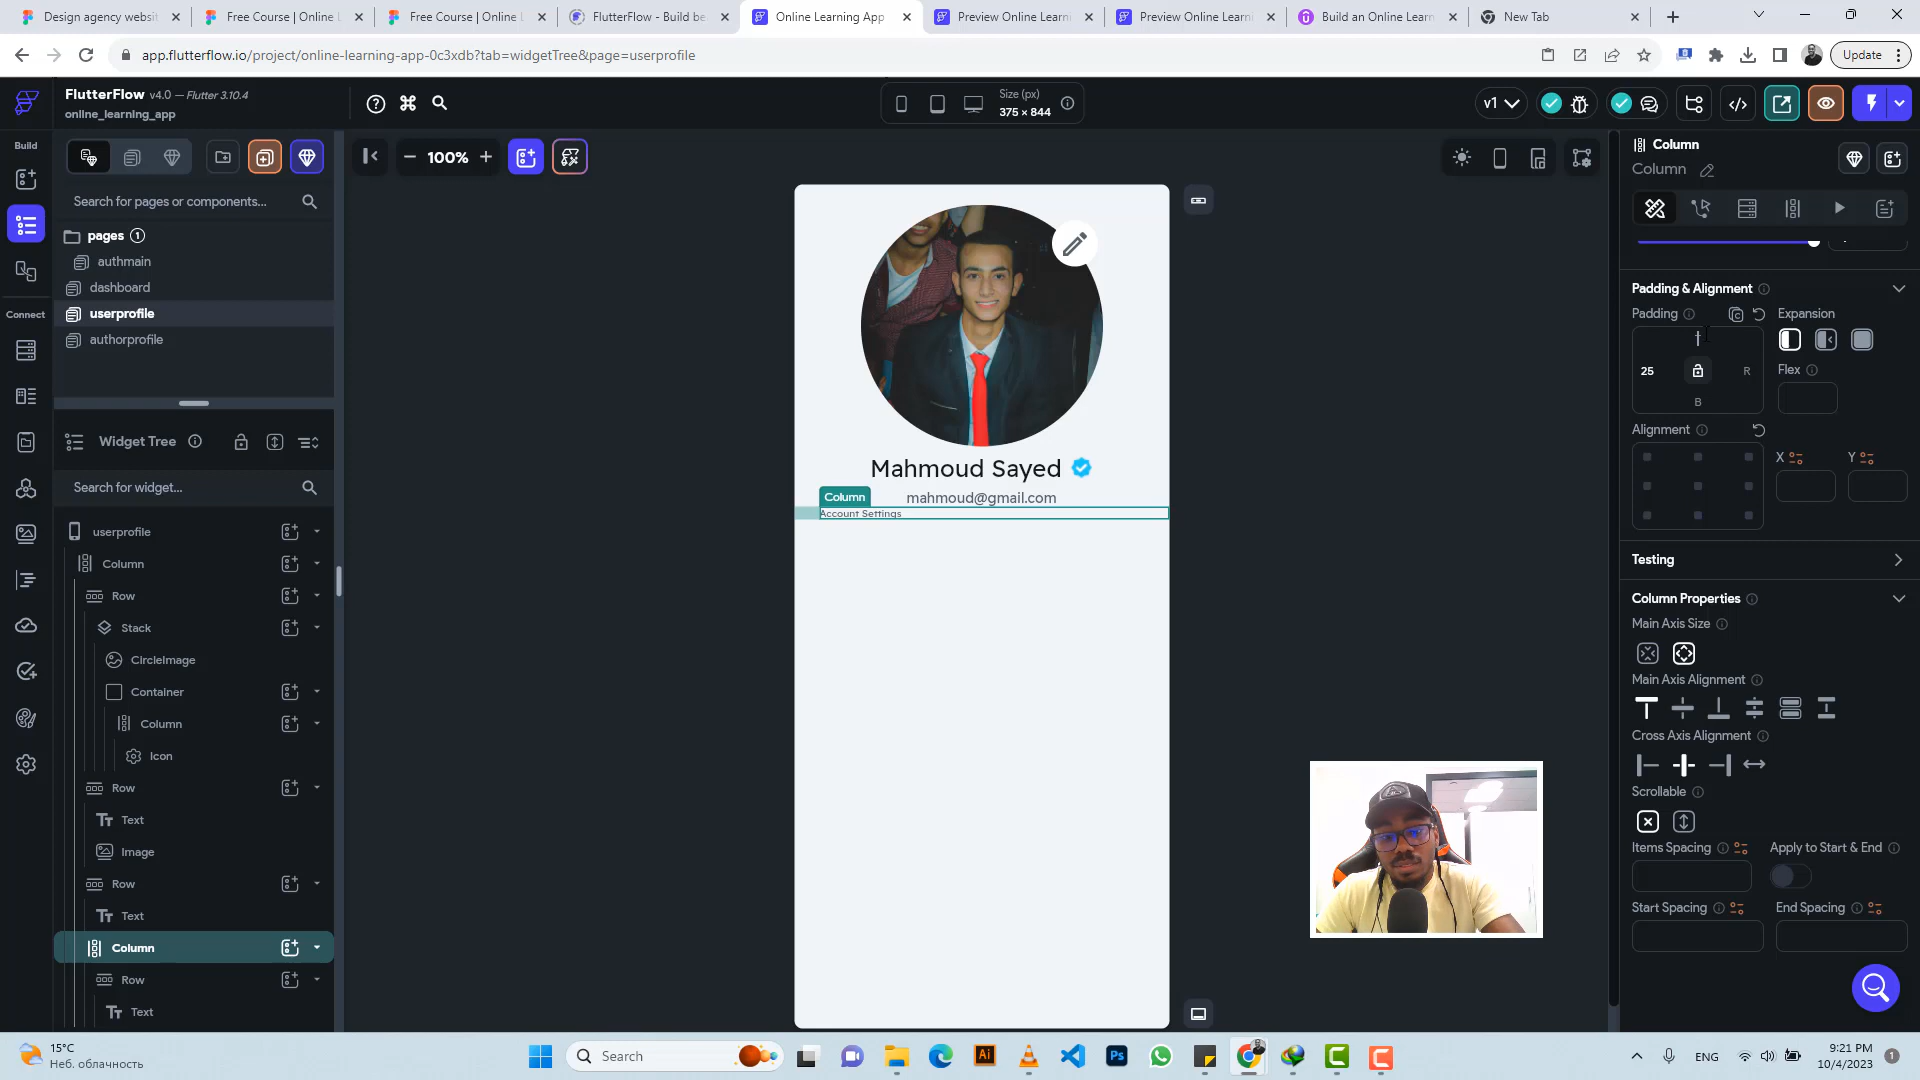 Design agency websi
Free Course | Online L
Free Course | Online L
FlutterFlow - Build be
Online Learning App
Preview Online Learni
Preview Online Learni
Build an Online Learn
New Tab
app.flutterflow.io/project/online-learning-app-0c3xdb?tab=widgetTree&page=userprofile
Update
FlutterFlow v4.0 — Flutter 3.10.4
online_learning_app
Size (px)
375 × 844
v1
Build
100%
Column
Column
Search for pages or components...
pages 1
authmain
dashboard
userprofile
authorprofile
Connect
Padding & Alignment
Padding
Expansion
25
R
B
Flex
Alignment
X
Y
Widget Tree
Search for widget...
userprofile
Column
Row
Stack
CircleImage
Container
Column
Icon
Row
Text
Image
Row
Text
Column
Row
Text
Mahmoud Sayed
Column
mahmoud@gmail.com
Account Settings
Testing
Column Properties
Main Axis Size
Main Axis Alignment
Cross Axis Alignment
Scrollable
Items Spacing
Apply to Start & End
Start Spacing
End Spacing
15°C
Неб. облачность
Search
Ai
Ps
ENG
9:21 PM
10/4/2023
1